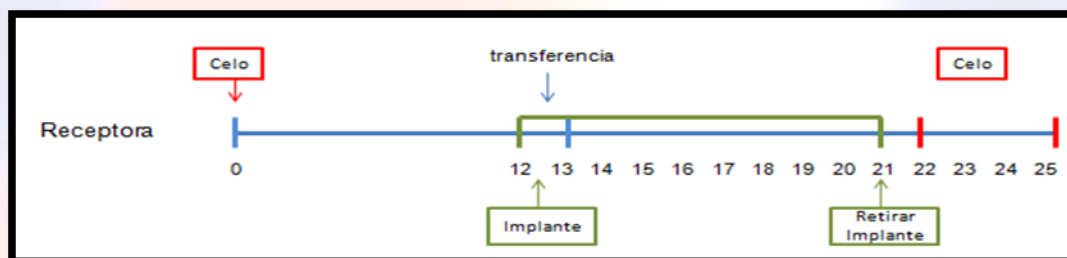 transferencia
Celo
Celo
Receptora
0 12 13 14 15 16 17 18 19 20 21 22 23 24 25
Implante
Retirar
Implante